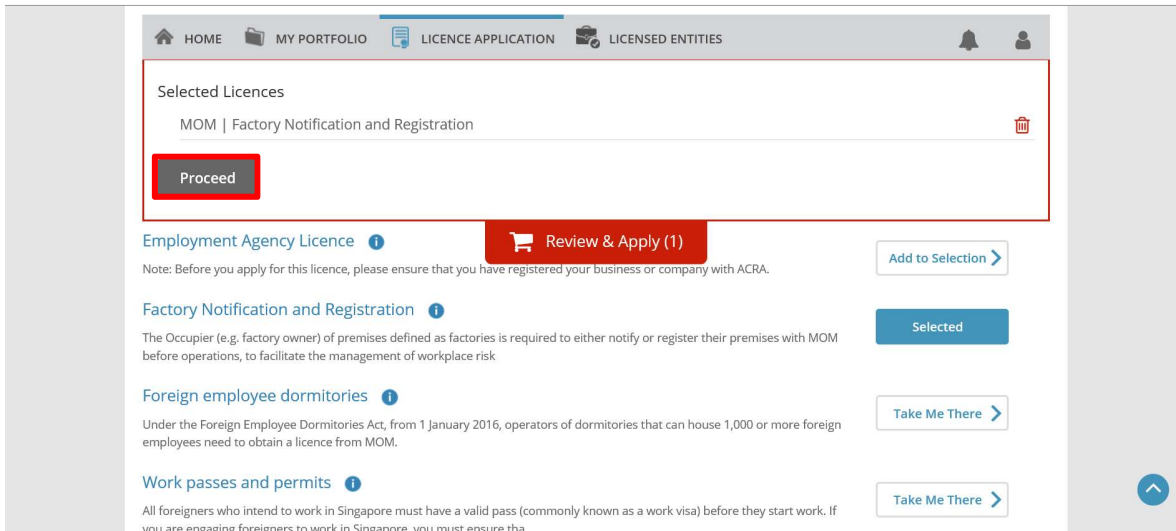 HOME MY PORTFOLIO LICENCE APPLICATION LICENSED ENTITIES
Selected Licences
MOM | Factory Notification and Registration
Proceed
Review & Apply (1)
Employment Agency Licence
Note: Before you apply for this licence, please ensure that you have registered your business or company with ACRA.
Add to Selection
Factory Notification and Registration
The Occupier (e.g. factory owner) of premises defined as factories is required to either notify or register their premises with MOM
before operations, to facilitate the management of workplace risk
Selected
Foreign employee dormitories
Under the Foreign Employee Dormitories Act, from 1 January 2016, operators of dormitories that can house 1,000 or more foreign
employees need to obtain a licence from MOM.
Take Me There
Work passes and permits
All foreigners who intend to work in Singapore must have a valid pass (commonly known as a work visa) before they start work. If
you are engaging foreigners to work in Singapore, you must ensure tha
Take Me There